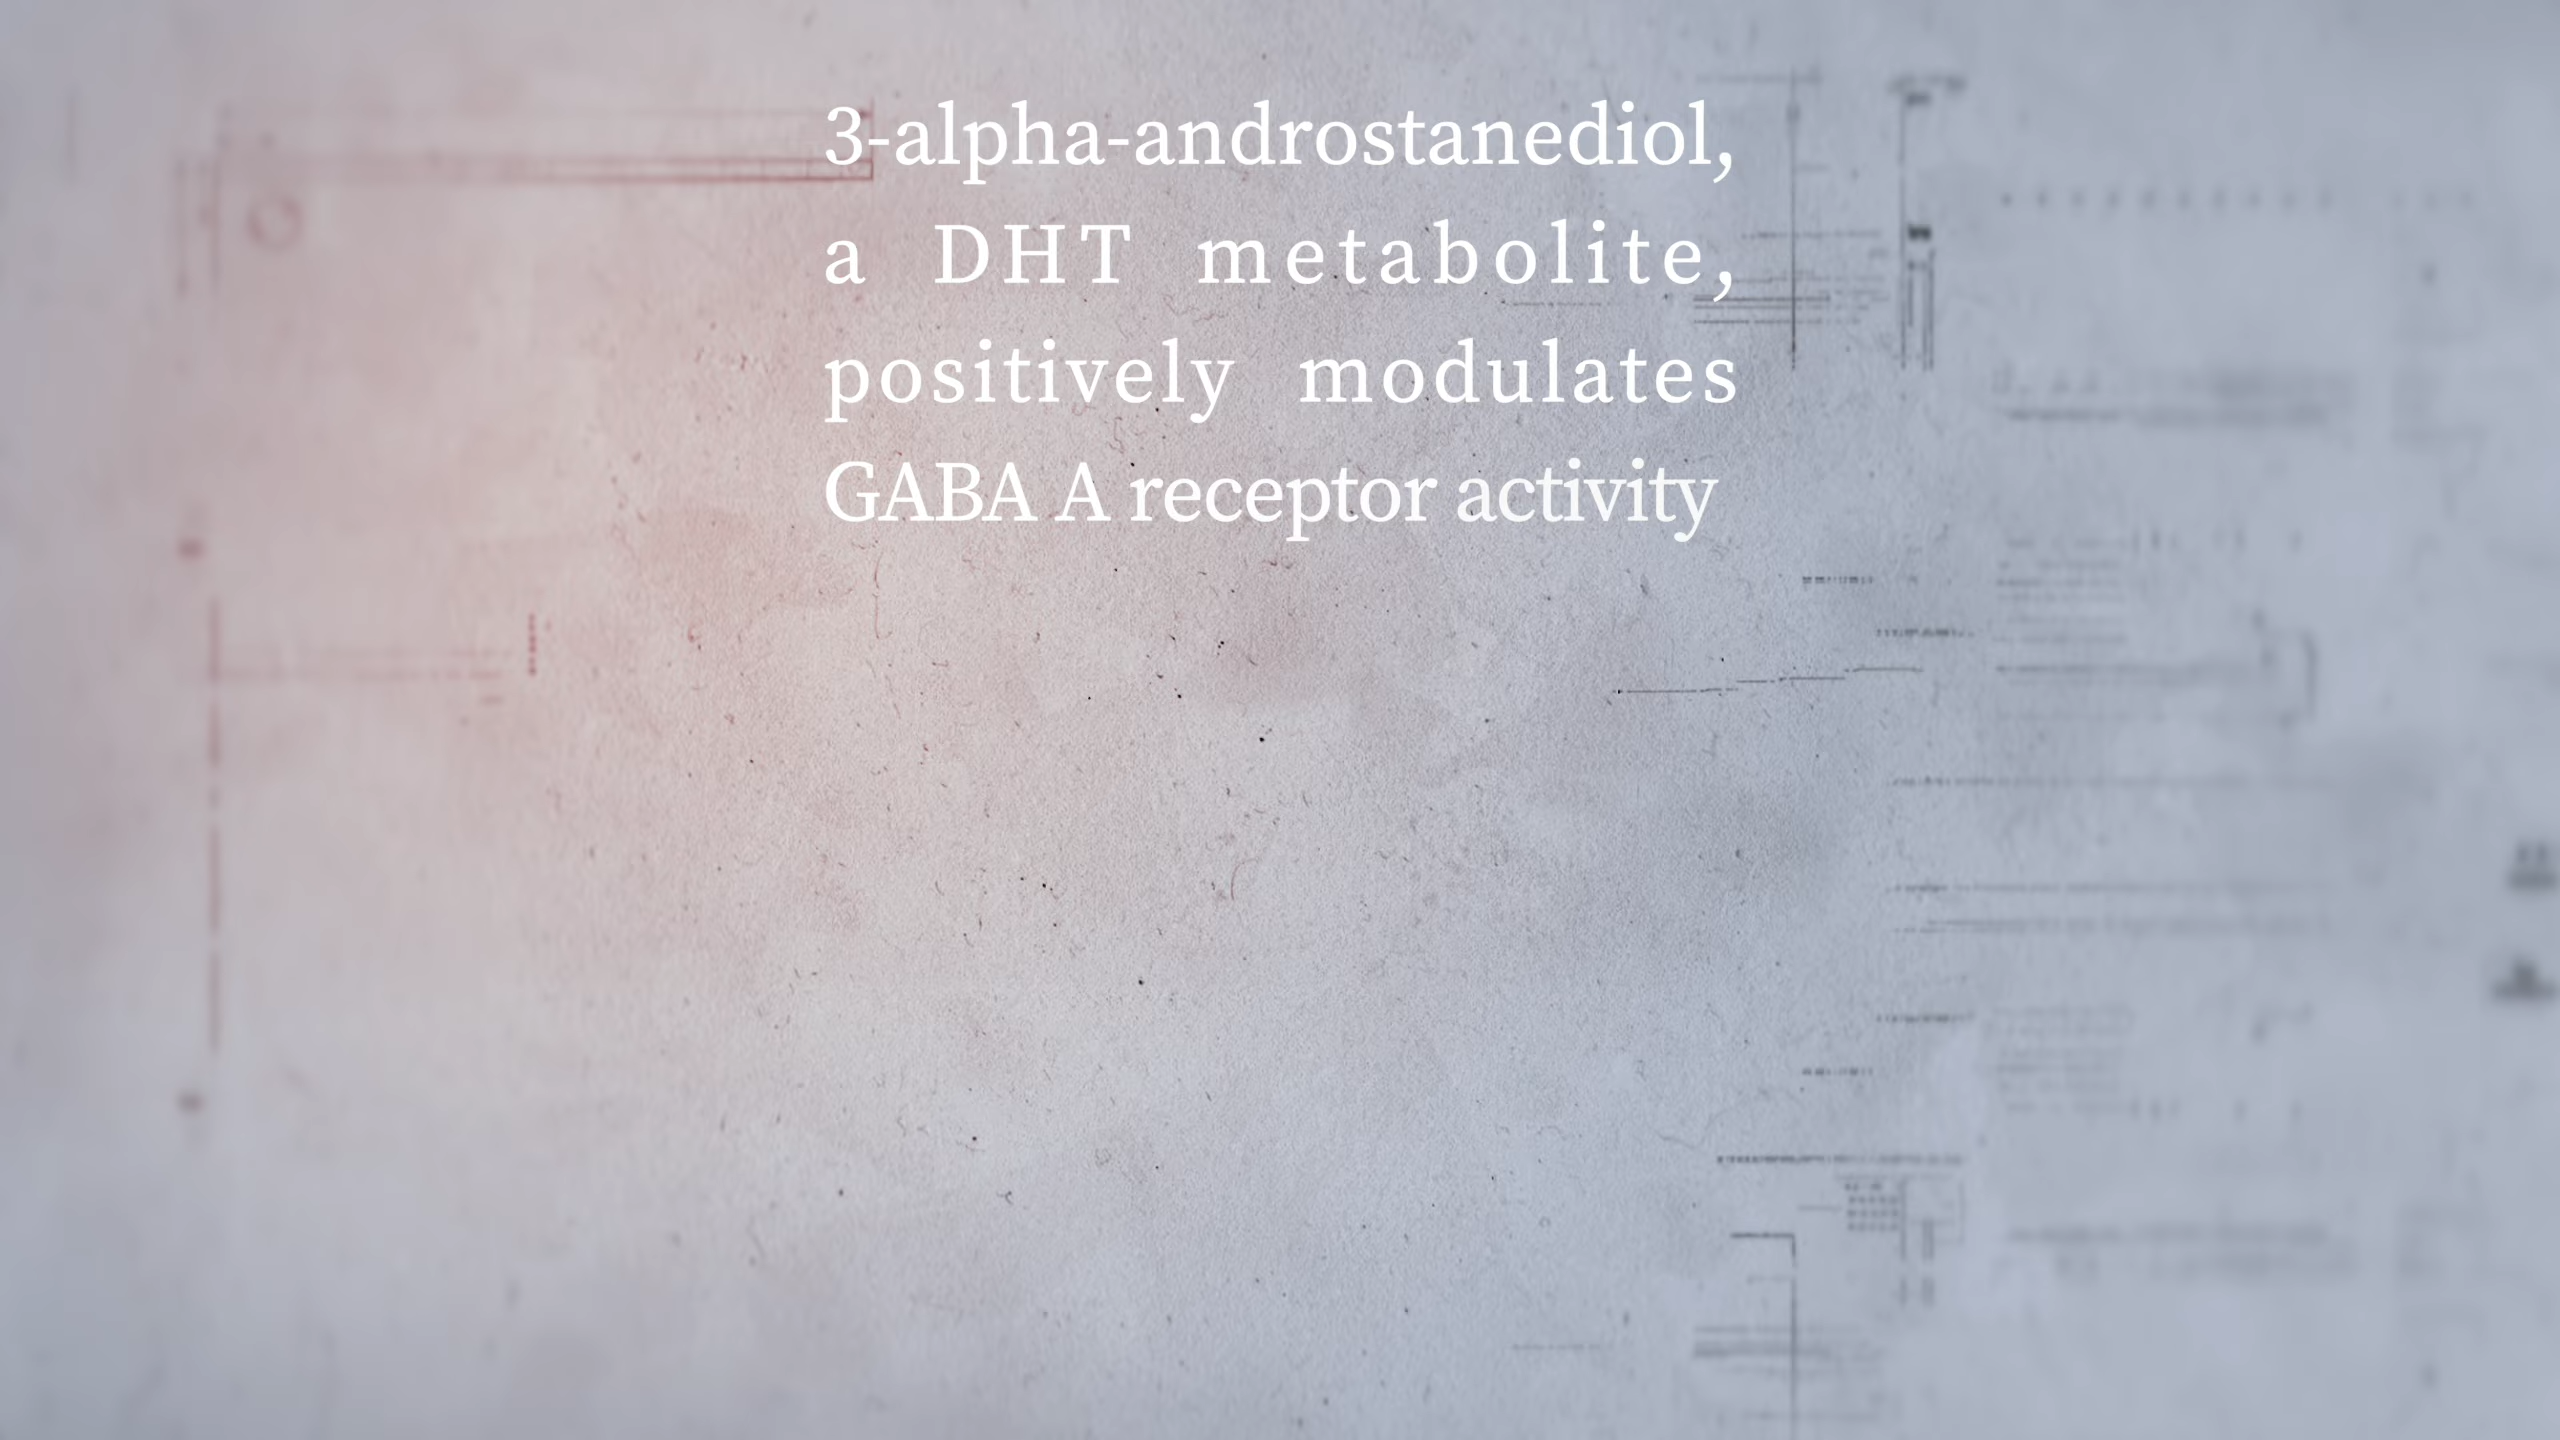 3-alpha-androstanediol,
a DHT metabolite,
positively modulates
GABA A receptor activity